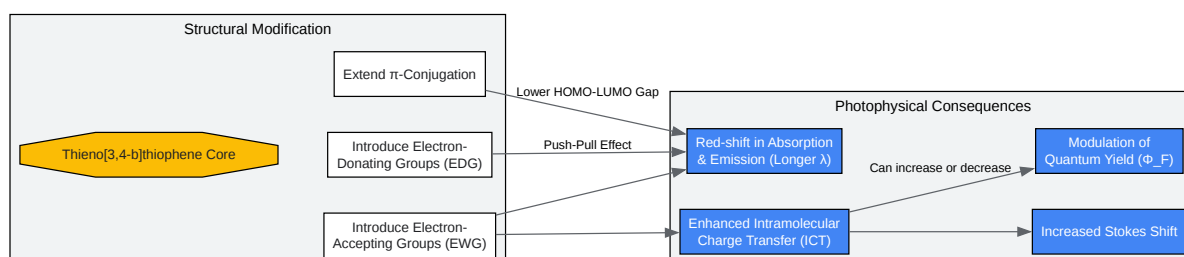 Structural Modification
Extend π-Conjugation
Lower HOMO-LUMO Gap
Photophysical Consequences
Thieno[3,4-b]thiophene Core
Introduce Electron-
Donating Groups (EDG)
Push-Pull Effect
Red-shift in Absorption
& Emission (Longer λ)
Modulation of
Quantum Yield (Φ_F)
Can increase or decrease
Introduce Electron-
Accepting Groups (EWG)
Enhanced Intramolecular
Charge Transfer (ICT)
Increased Stokes Shift